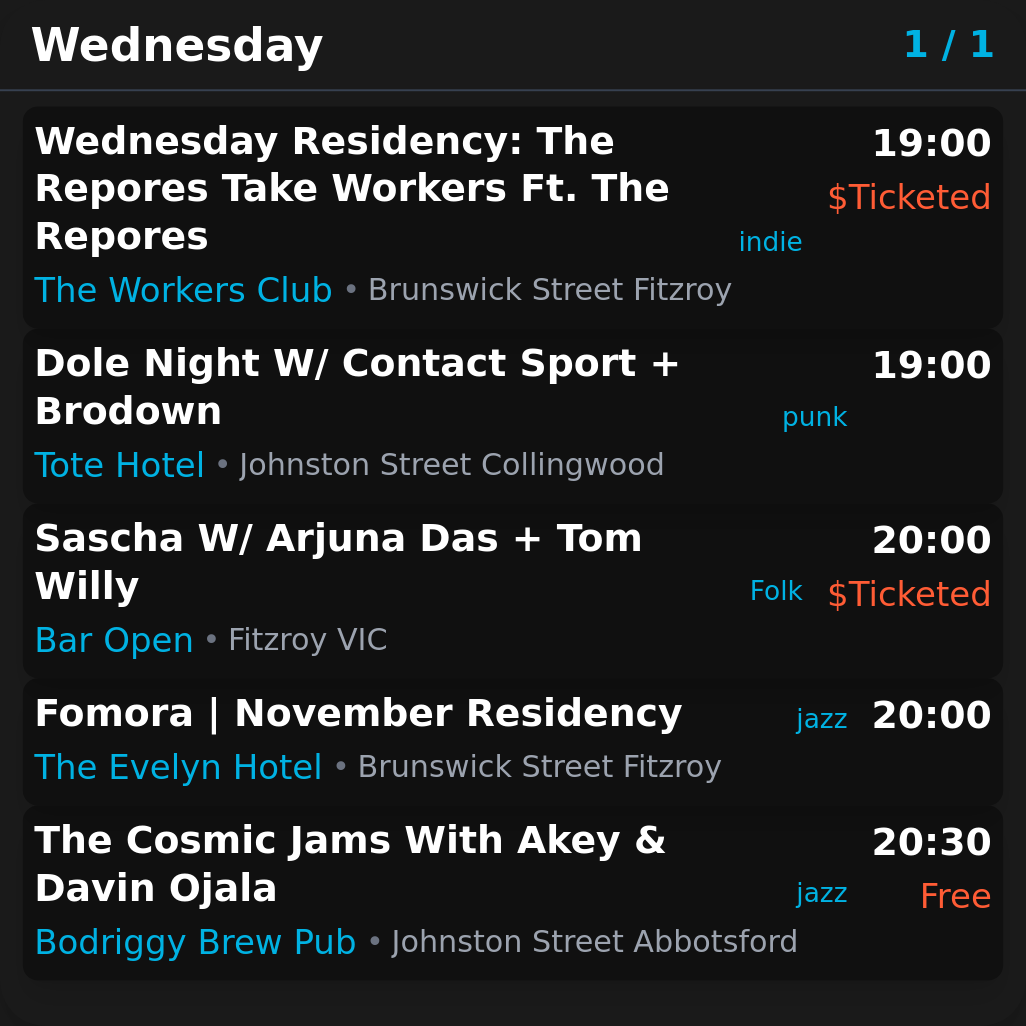 Wednesday
1 / 1
Wednesday Residency: The
Repores Take Workers Ft. The
Repores
indie
19:00
$Ticketed
The Workers Club • Brunswick Street Fitzroy
Dole Night W/ Contact Sport +
Brodown
punk
19:00
Tote Hotel • Johnston Street Collingwood
Sascha W/ Arjuna Das + Tom
Willy
Folk
20:00
$Ticketed
Bar Open • Fitzroy VIC
Fomora | November Residency
jazz
20:00
The Evelyn Hotel • Brunswick Street Fitzroy
The Cosmic Jams With Akey &
Davin Ojala
jazz
20:30
Free
Bodriggy Brew Pub • Johnston Street Abbotsford